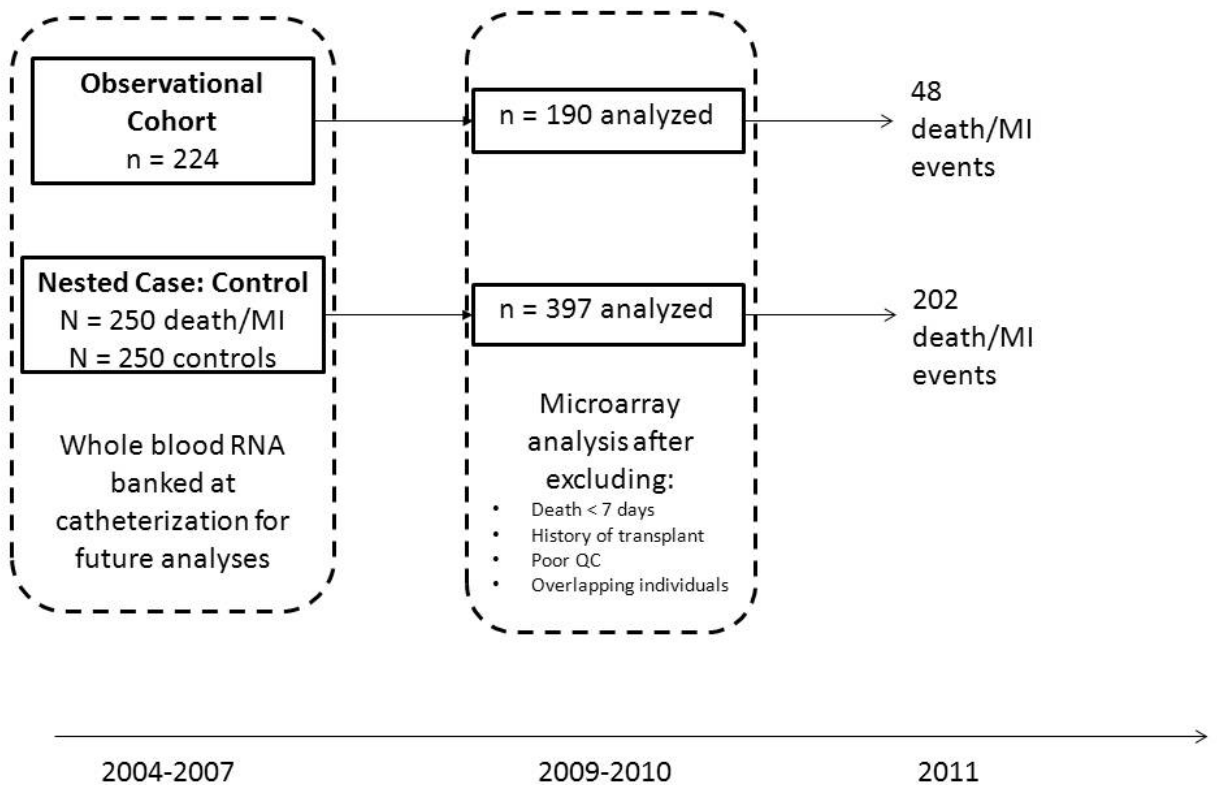 Observational
Cohort
n = 224
n = 190 analyzed
48
death/MI
events
Nested Case: Control
N = 250 death/MI
N = 250 controls
n = 397 analyzed
202
death/MI
events
Whole blood RNA
banked at
catheterization for
future analyses
Microarray
analysis after
excluding:
• Death < 7 days
• History of transplant
• Poor QC
• Overlapping individuals
2004-2007
2009-2010
2011